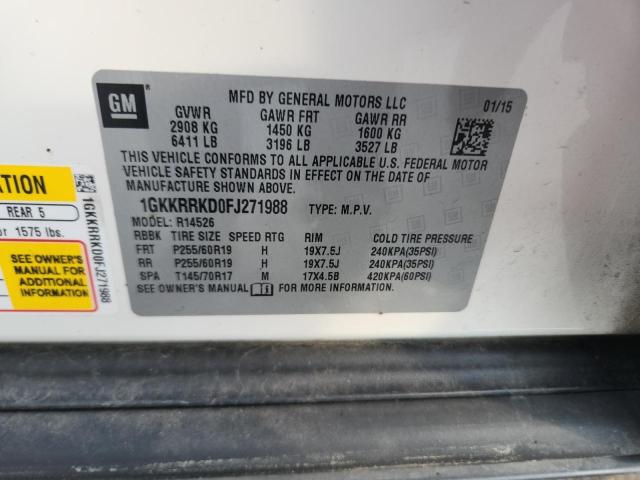 GM
MFD BY GENERAL MOTORS LLC 01/15
GVWR GAWR FRT GAWR RR
2908 KG 1450 KG 1600 KG
6411 LB 3196 LB 3527 LB
THIS VEHICLE CONFORMS TO ALL APPLICABLE U.S. FEDERAL MOTOR
VEHICLE SAFETY STANDARDS IN EFFECT ON THE DATE OF
MANUFACTURE SHOWN ABOVE.
1GKKRRKD0FJ271988 TYPE: M.P.V.
MODEL: R14526
RBBK TIRE SIZE SPEED RTG RIM COLD TIRE PRESSURE
FRT P255/60R19 H 19X7.5J 240KPA(35PSI)
RR P255/60R19 H 19X7.5J 240KPA(35PSI)
SPA T145/70R17 M 17X4.5B 420KPA(60PSI)
SEE OWNER'S MANUAL FOR MORE INFORMATION.
ATION
REAR 5
r 1575 lbs.
SEE OWNER'S
MANUAL FOR
ADDITIONAL
INFORMATION
1GKKRRKD0FJ271988